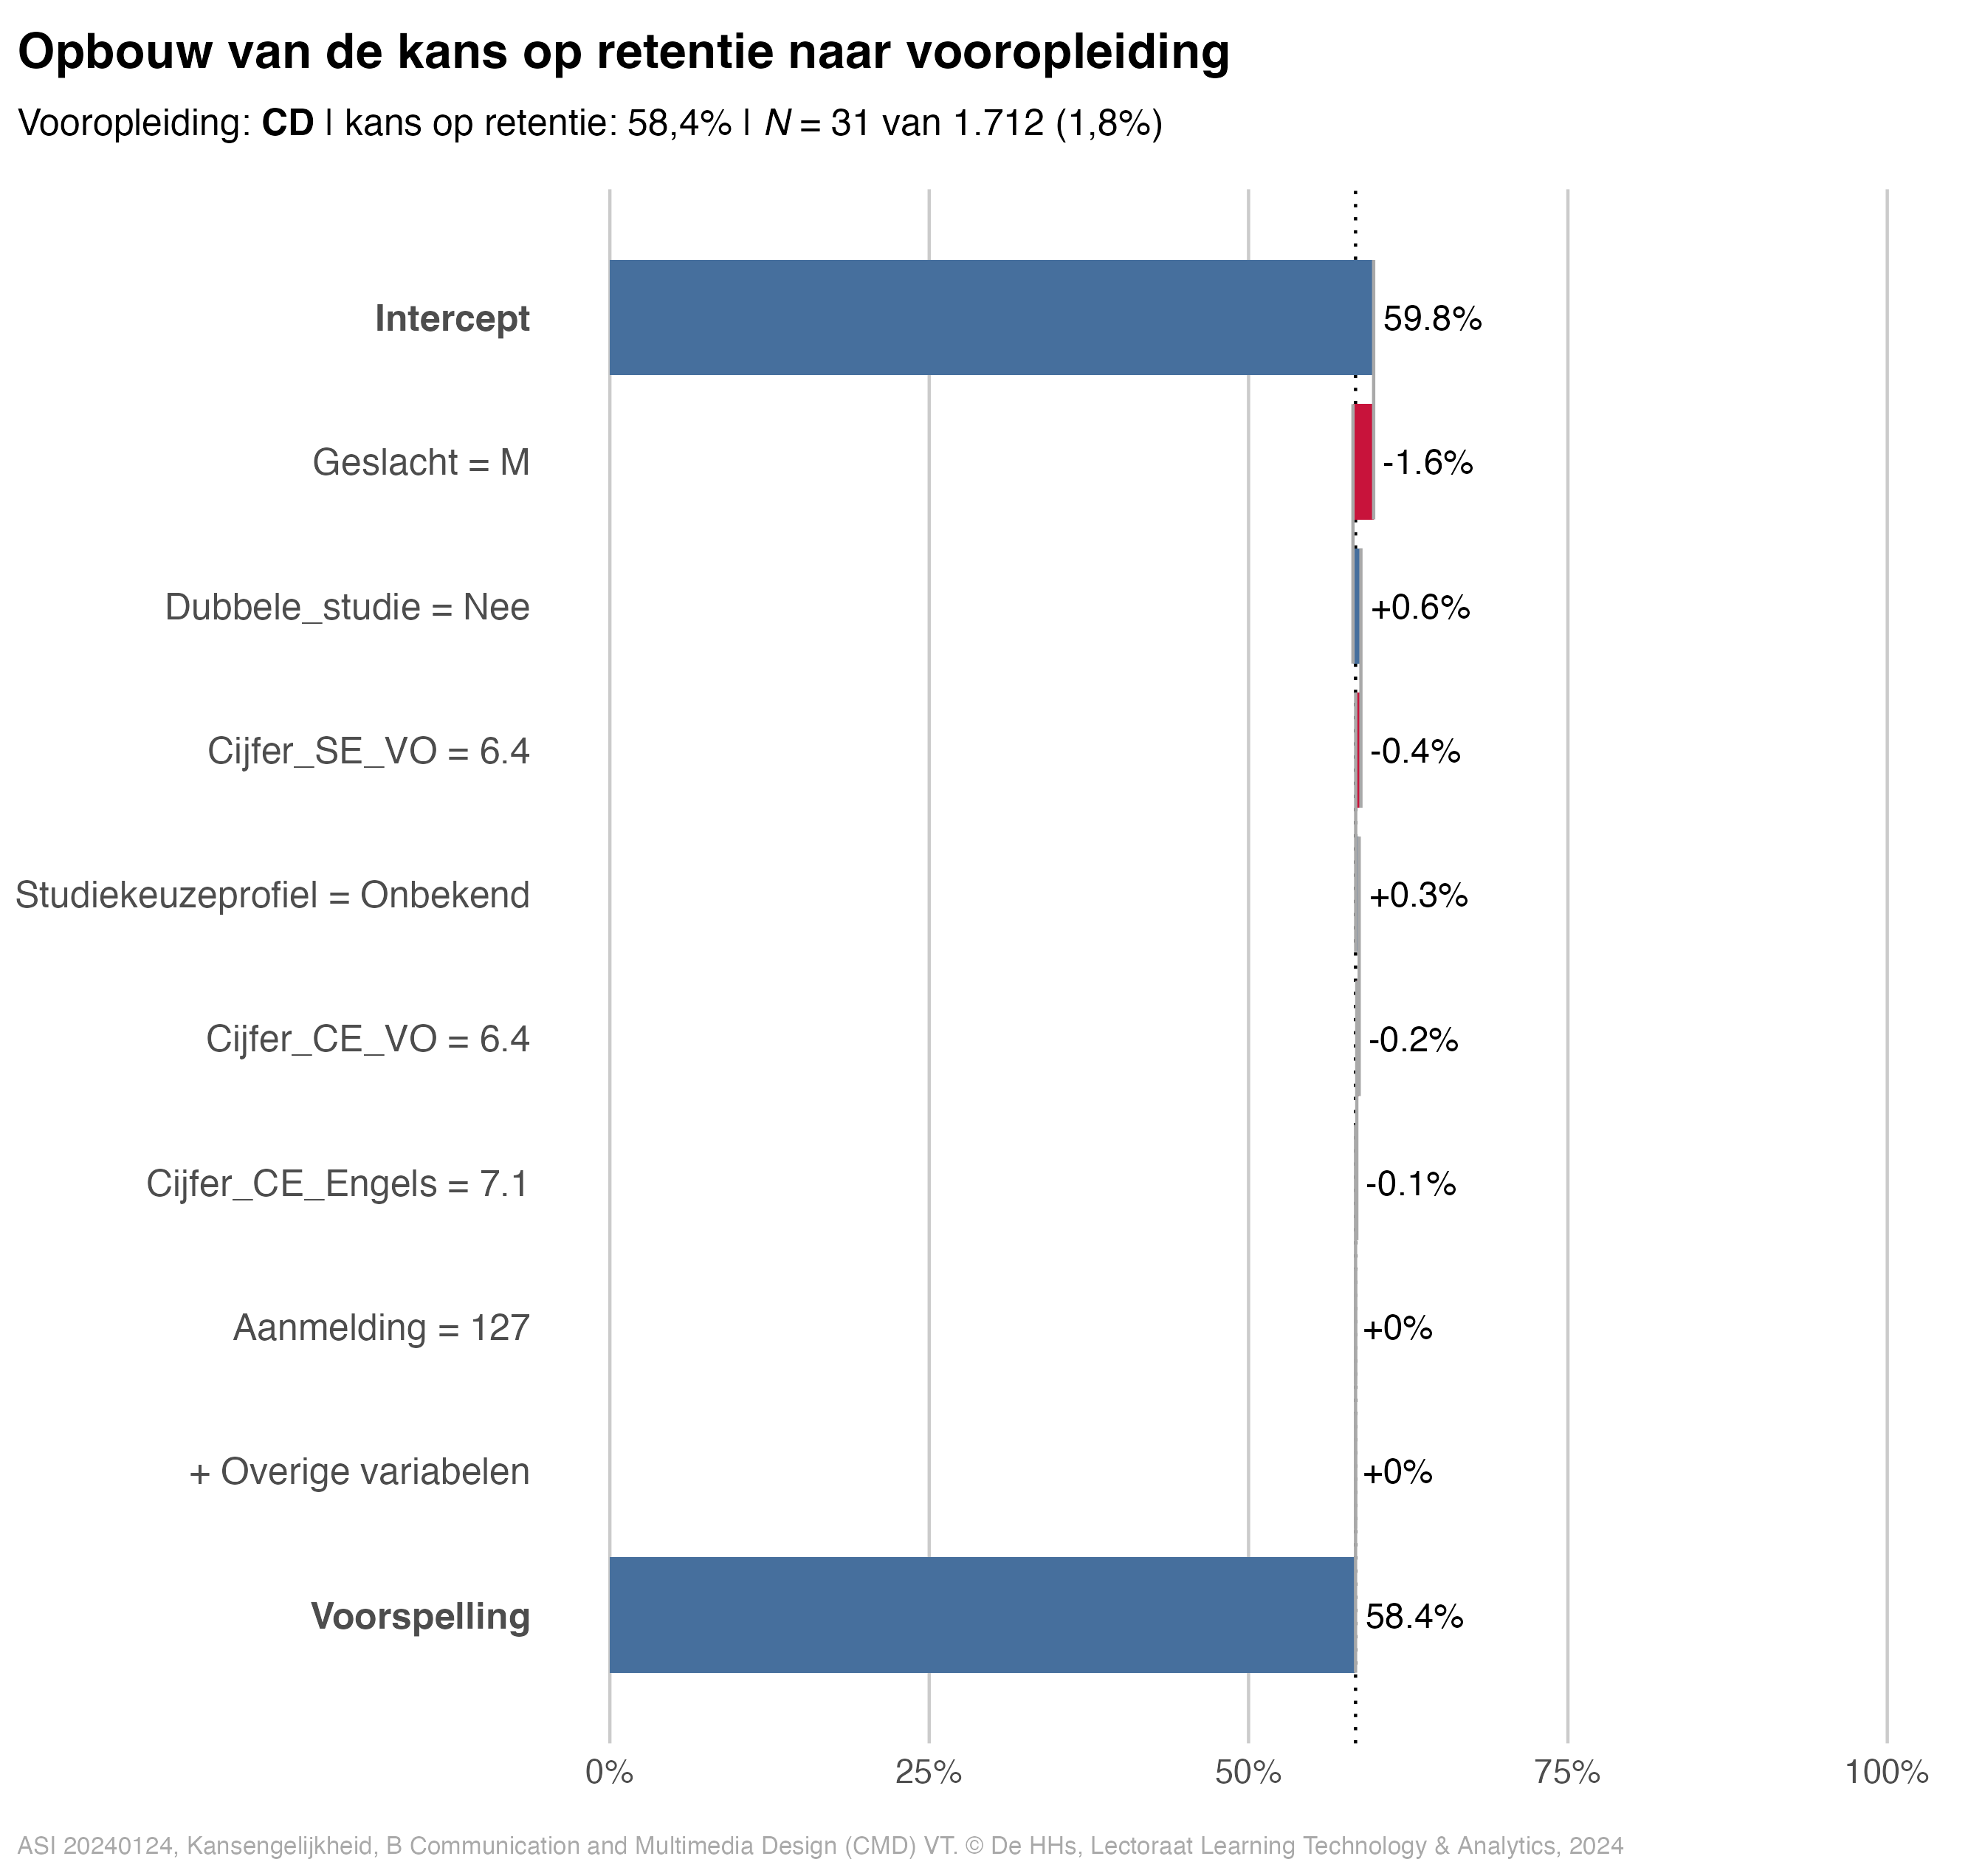 Opbouw van de kans op retentie naar vooropleiding
Vooropleiding: CD | kans op retentie: 58,4% | N = 31 van 1.712 (1,8%)
Intercept 59.8%
Geslacht = M -1.6%
Dubbele_studie = Nee +0.6%
Cijfer_SE_VO = 6.4 -0.4%
Studiekeuzeprofiel = Onbekend +0.3%
Cijfer_CE_VO = 6.4 -0.2%
Cijfer_CE_Engels = 7.1 -0.1%
Aanmelding = 127 +0%
+ Overige variabelen +0%
Voorspelling 58.4%
0% 25% 50% 75% 100%
ASI 20240124, Kansengelijkheid, B Communication and Multimedia Design (CMD) VT. © De HHs, Lectoraat Learning Technology & Analytics, 2024